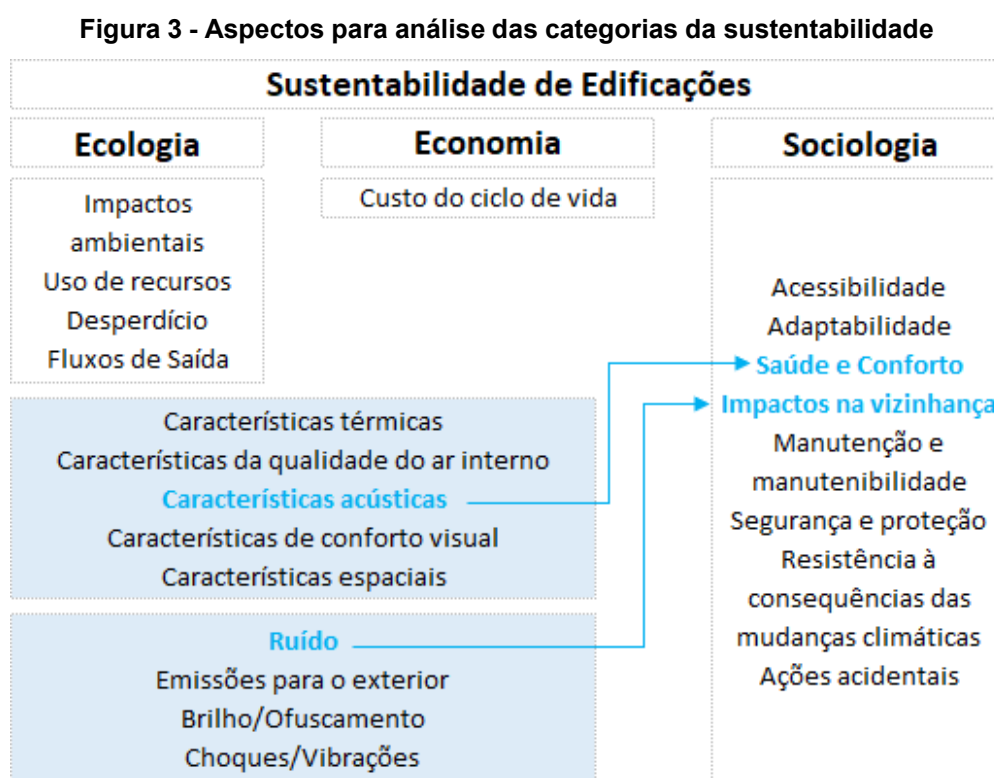 Figura 3 - Aspectos para análise das categorias da sustentabilidade
Sustentabilidade de Edificações
Ecologia
Impactos
ambientais
Uso de recursos
Desperdício
Fluxos de Saída
Economia
Custo do ciclo de vida
Sociologia
Acessibilidade
Adaptabilidade
Saúde e Conforto
Impactos na vizinhança
Manutenção e
manutenibilidade
Segurança e proteção
Resistência à
consequências das
mudanças climáticas
Ações acidentais
Características térmicas
Características da qualidade do ar interno
Características acústicas
Características de conforto visual
Características espaciais
Ruído
Emissões para o exterior
Brilho/Ofuscamento
Choques/Vibrações